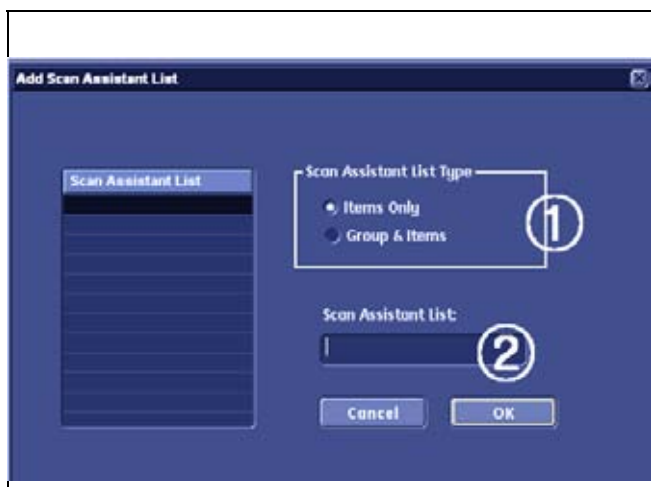 Add Scan Assistant List
Scan Assistant List
Scan Assistant List Type
Items Only
Group & Items
1
Scan Assistant List:
2
Cancel
OK